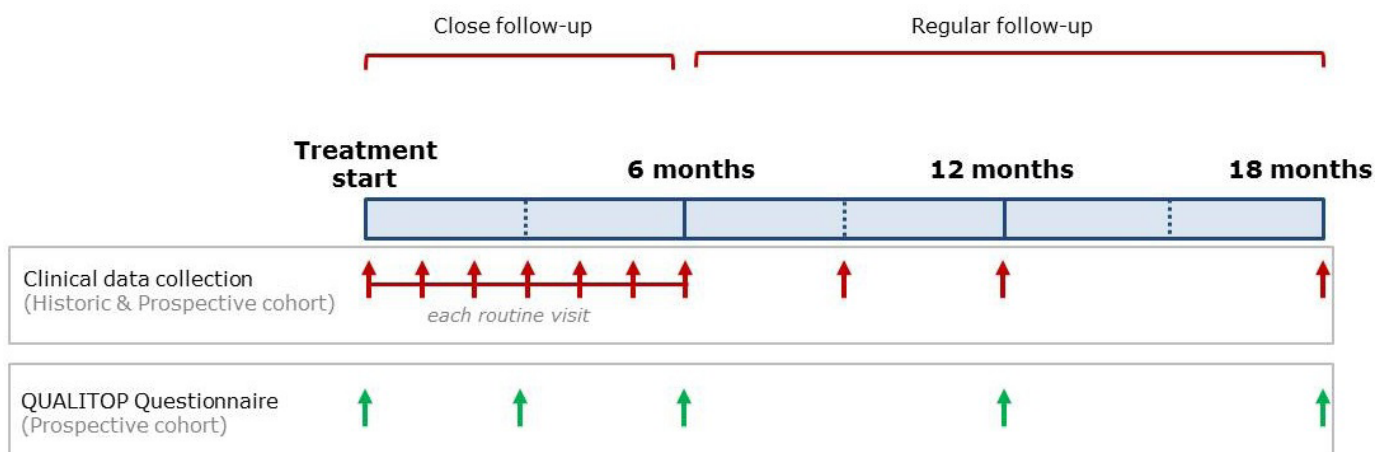 Close follow-up
Regular follow-up
Treatment
start
6 months
12 months
18 months
Clinical data collection
(Historic & Prospective cohort)
each routine visit
QUALITOP Questionnaire
(Prospective cohort)